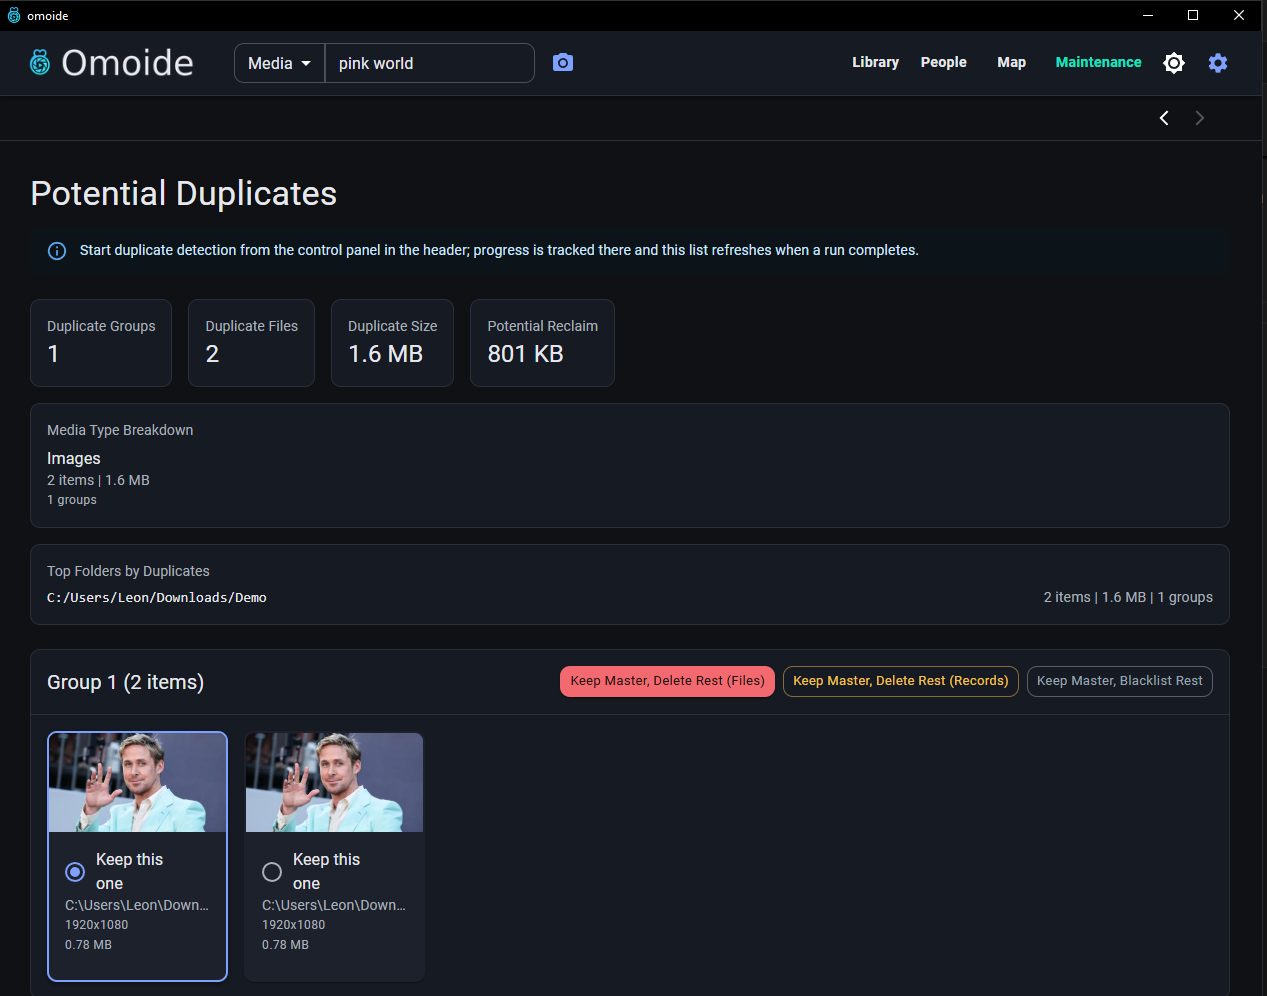 omoide
Omoide
Media
pink world
Library
People
Map
Maintenance
Potential Duplicates
Start duplicate detection from the control panel in the header; progress is tracked there and this list refreshes when a run completes.
Duplicate Groups
1
Duplicate Files
2
Duplicate Size
1.6 MB
Potential Reclaim
801 KB
Media Type Breakdown
Images
2 items | 1.6 MB
1 groups
Top Folders by Duplicates
C:/Users/Leon/Downloads/Demo
2 items | 1.6 MB | 1 groups
Group 1 (2 items)
Keep Master, Delete Rest (Files)
Keep Master, Delete Rest (Records)
Keep Master, Blacklist Rest
Keep this
one
C:\Users\Leon\Down...
1920x1080
0.78 MB
Keep this
one
C:\Users\Leon\Down...
1920x1080
0.78 MB